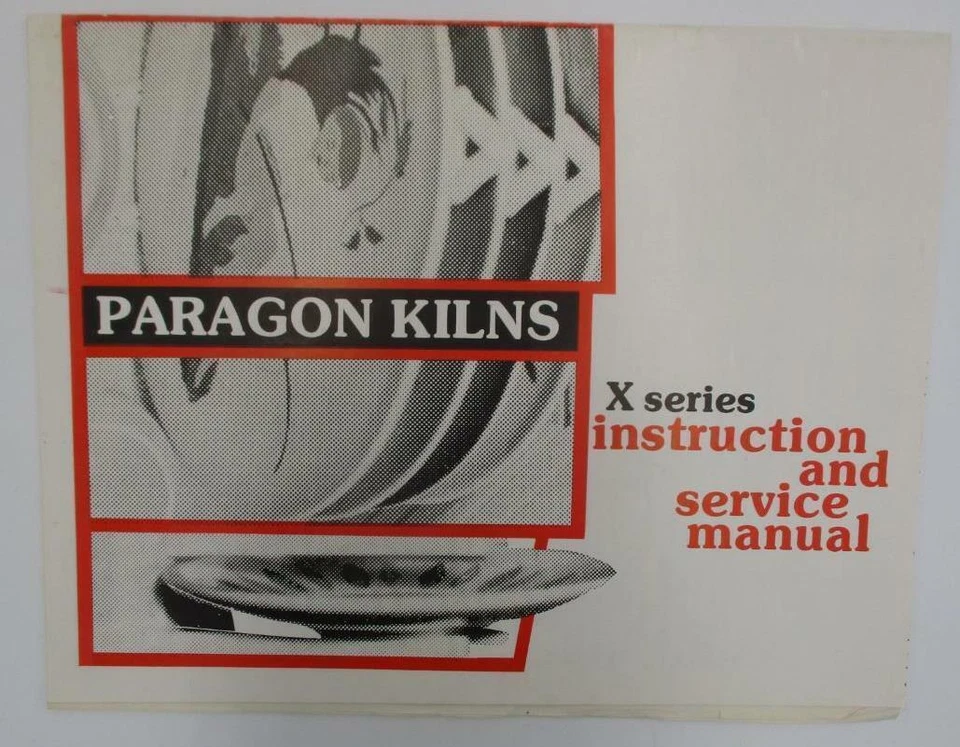 PARAGON KILNS
X series
instruction
and
service
manual